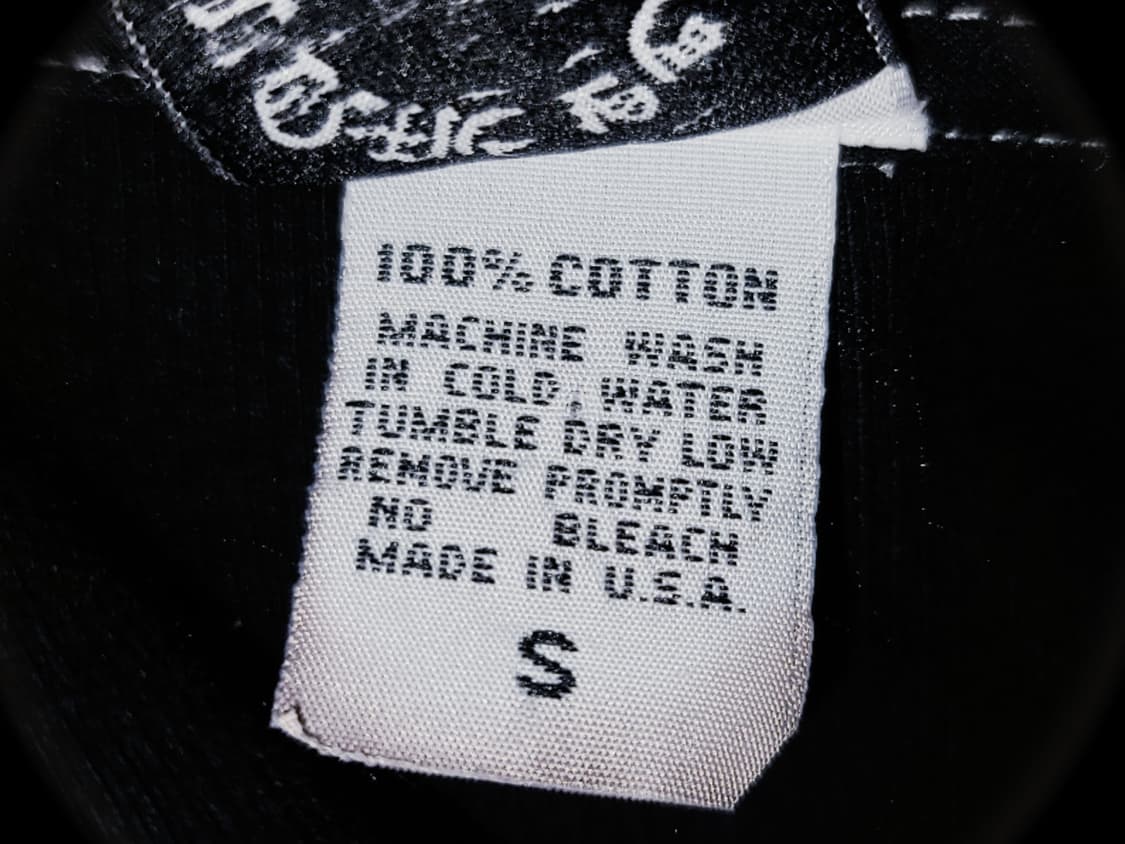 100% COTTON
MACHINE WASH
IN COLD WATER
TUMBLE DRY LOW
REMOVE PROMPTLY
NO BLEACH
MADE IN U.S.A.
S